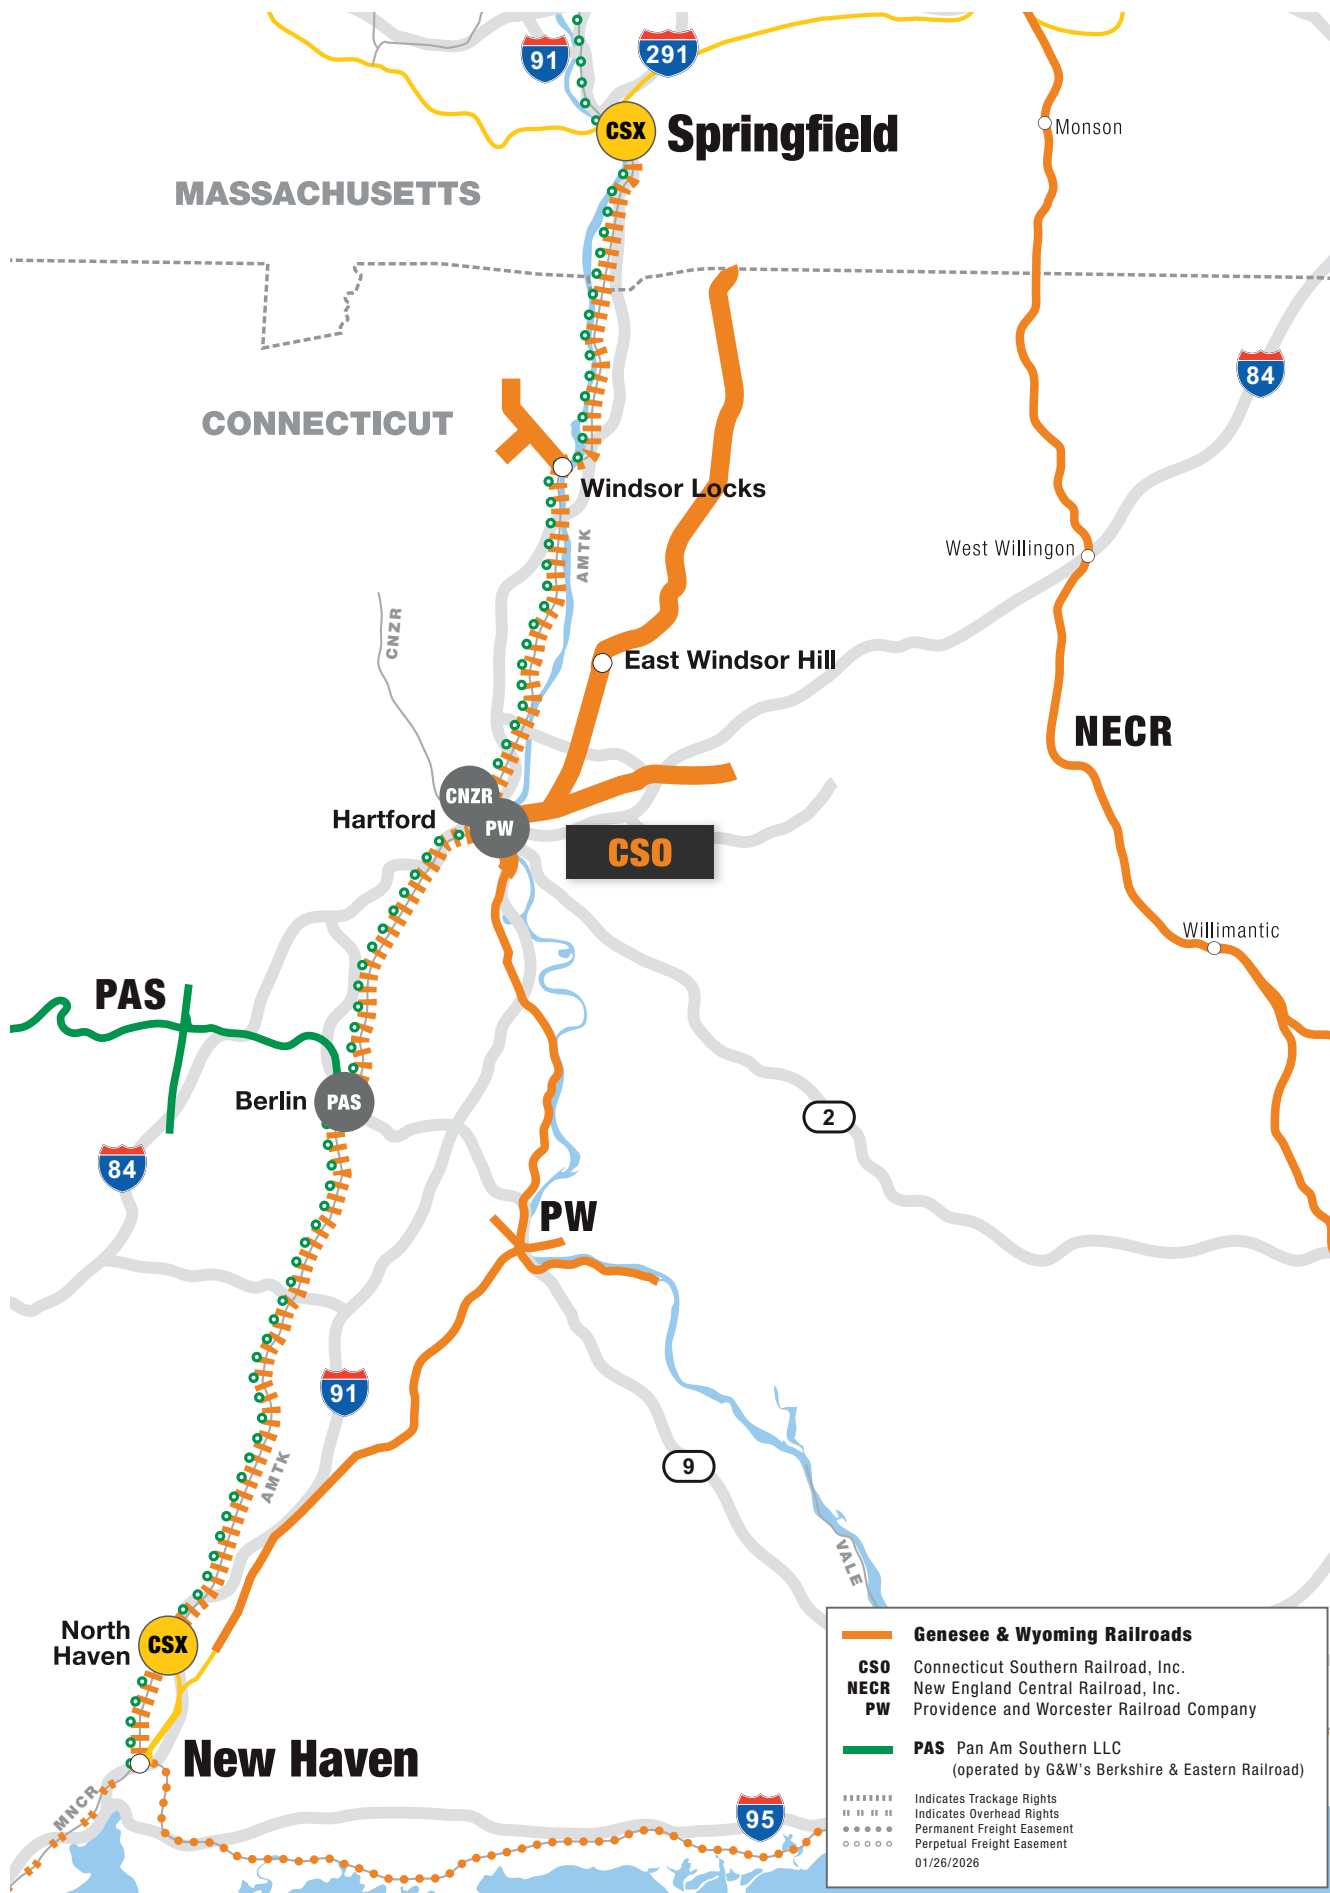 91
291
CSX
Springfield
Monson
MASSACHUSETTS
84
CONNECTICUT
Windsor Locks
AMTK
West Willingon
CNZR
East Windsor Hill
NECR
CNZR
Hartford
PW
CSO
Willimantic
PAS
Berlin
PAS
2
84
PW
91
9
AMTK
VALE
North
Haven
CSX
New Haven
MNCR
95
Genesee & Wyoming Railroads
CSO Connecticut Southern Railroad, Inc.
NECR New England Central Railroad, Inc.
PW Providence and Worcester Railroad Company
PAS Pan Am Southern LLC
(operated by G&W's Berkshire & Eastern Railroad)
Indicates Trackage Rights
Indicates Overhead Rights
Permanent Freight Easement
Perpetual Freight Easement
01/26/2026